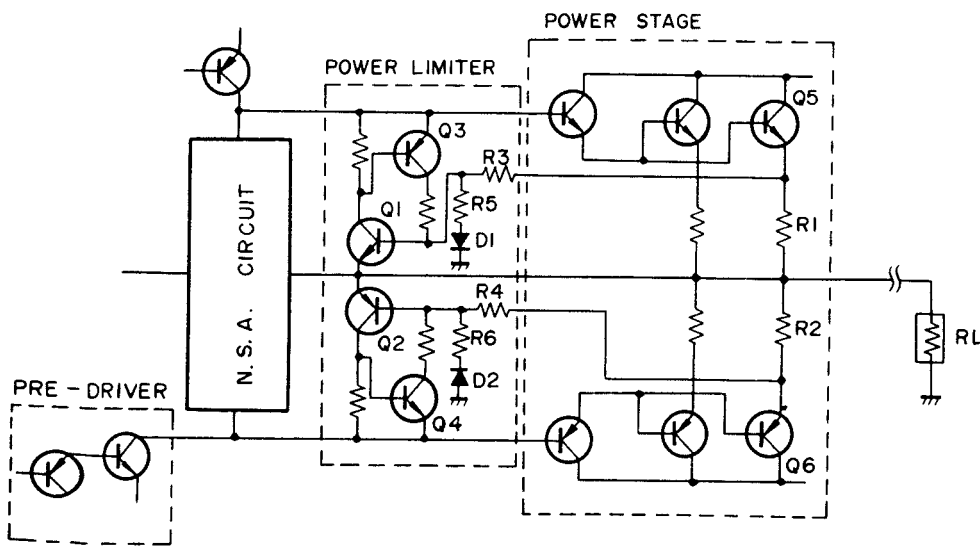 POWER STAGE
POWER LIMITER
Q5
Q3
R3
Q1
R5
R1
D1
N. S. A. CIRCUIT
R4
R2
Q2
R6
RL
D2
PRE - DRIVER
Q4
Q6